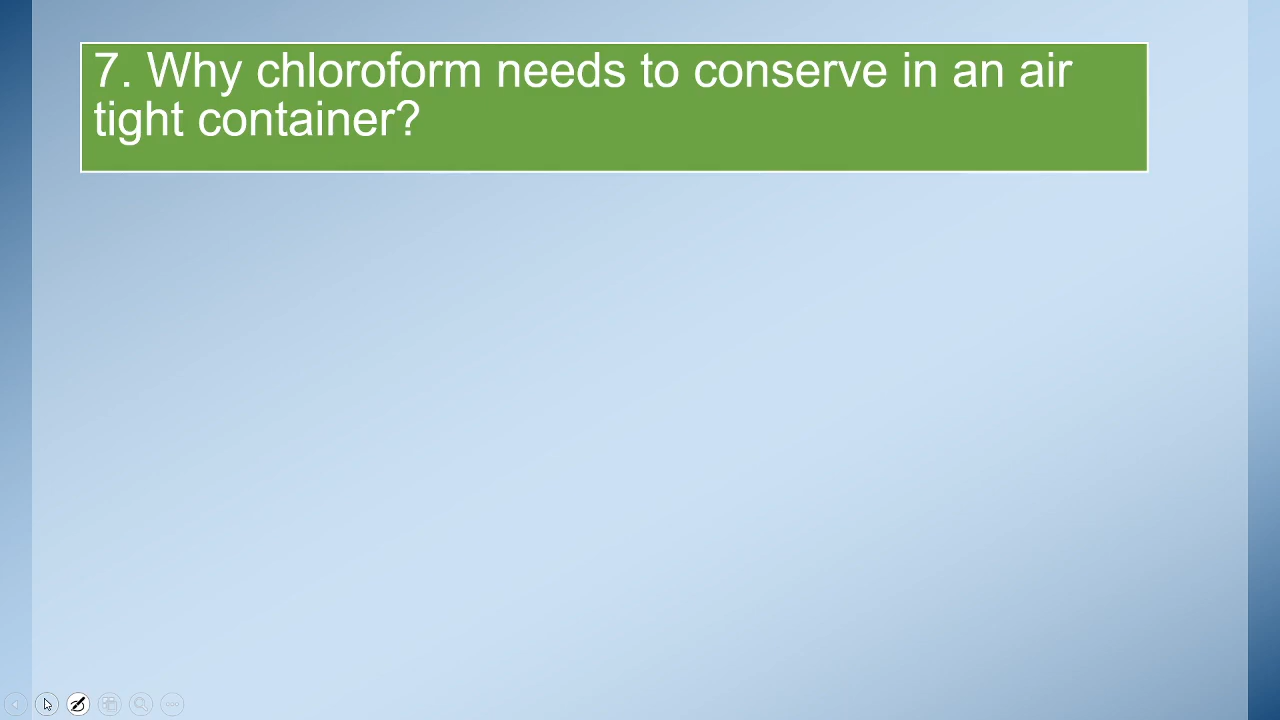 7. Why chloroform needs to conserve in an air
tight container?